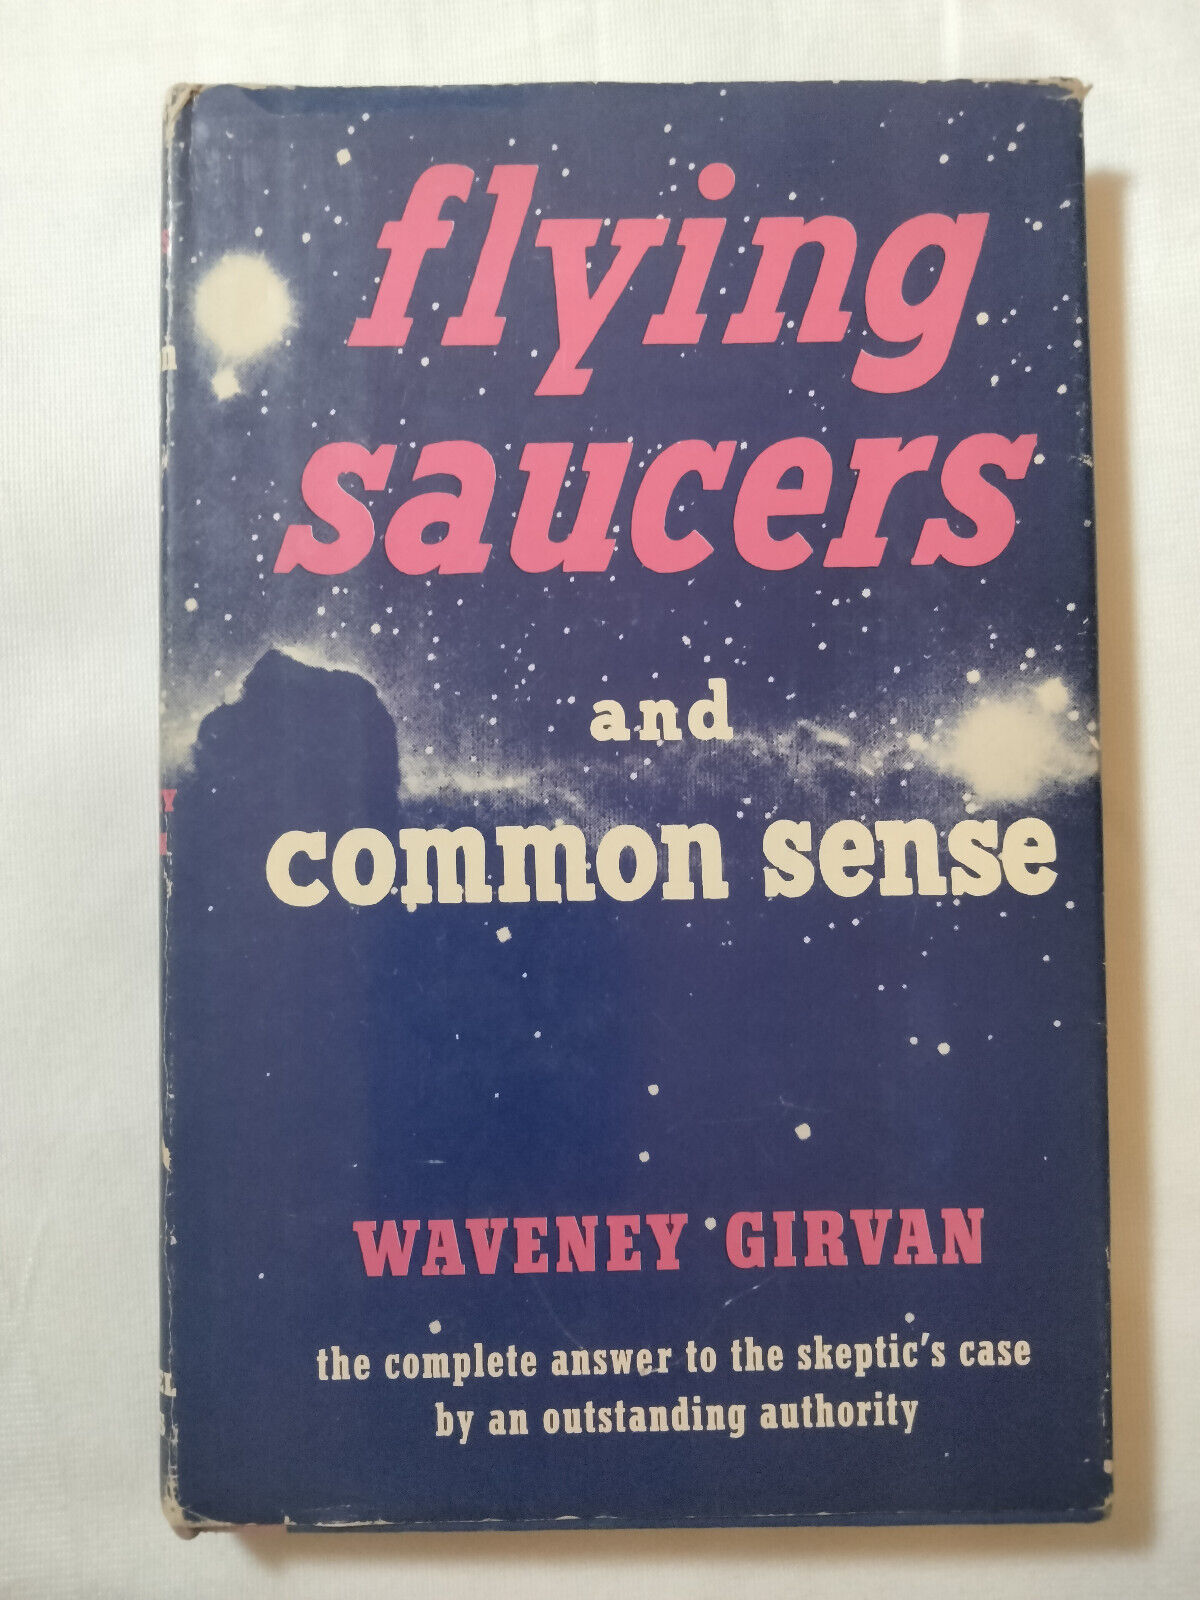 flying
saucers
and
common sense
WAVENEY GIRVAN
the complete answer to the skeptic's case
by an outstanding authority